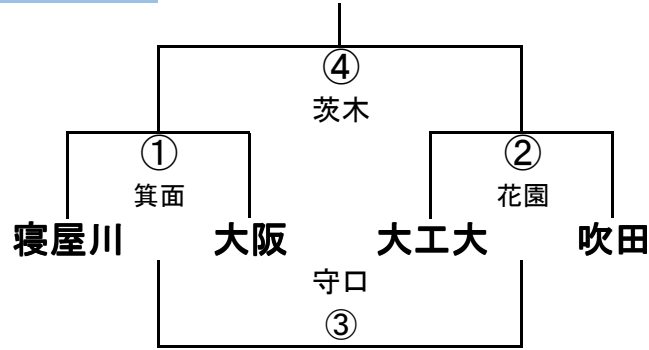 ④
茨木
① ②
箕面 花園
寝屋川 大阪 大工大 吹田
守口
③